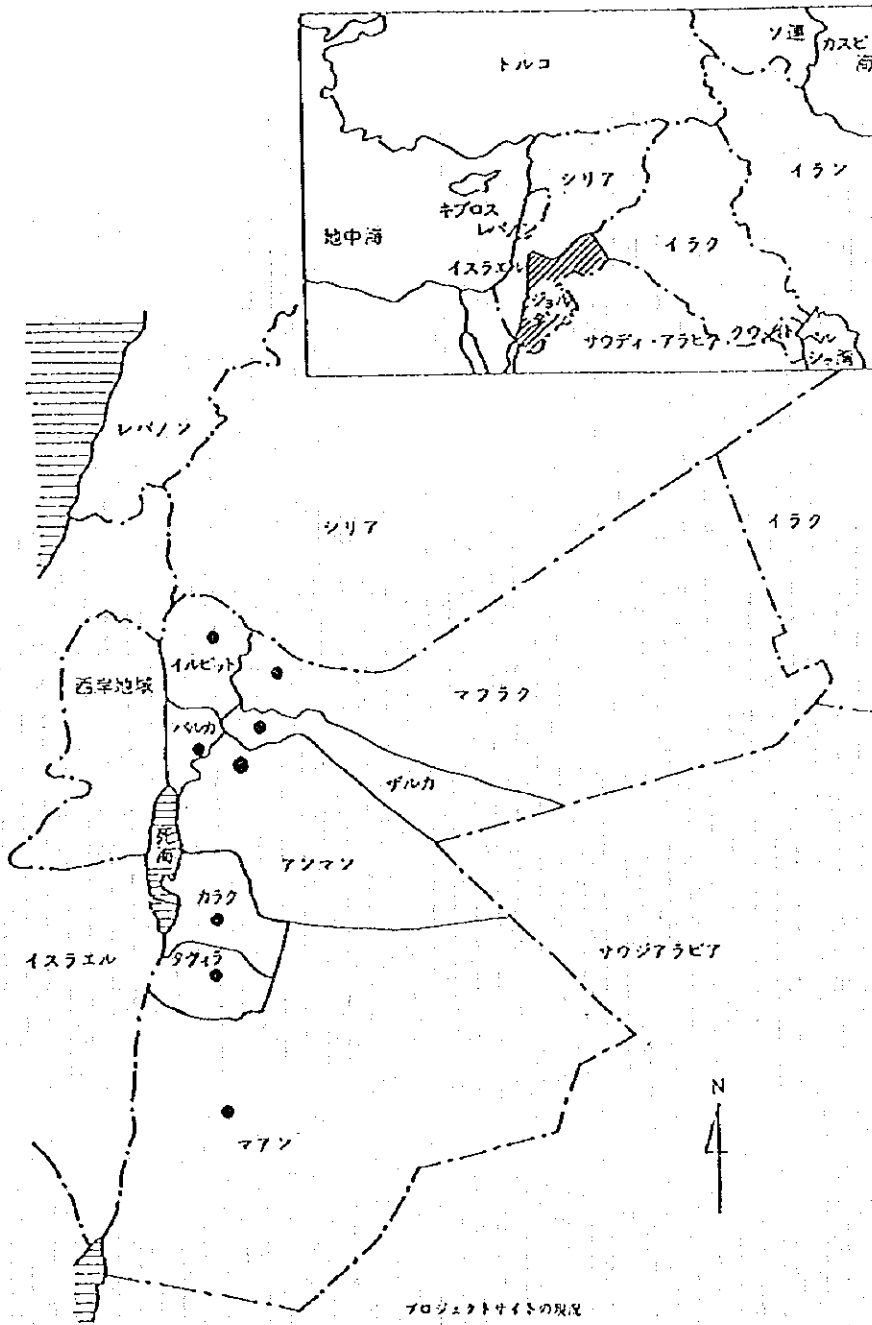 ソ連
カスピ海
トルコ
シリア
イラン
キプロス
レバノン
地中海
イラク
イスラエル
ジョルダン
サウディ・アラビア
クウェイト
ペルシャ湾
レバノン
シリア
イラク
イルビット
西岸地域
マフラク
バルカ
ザルカ
死海
アンマン
カラク
サウジアラビア
イスラエル
タフィラ
N
マアン
プロジェクトサイトの現況